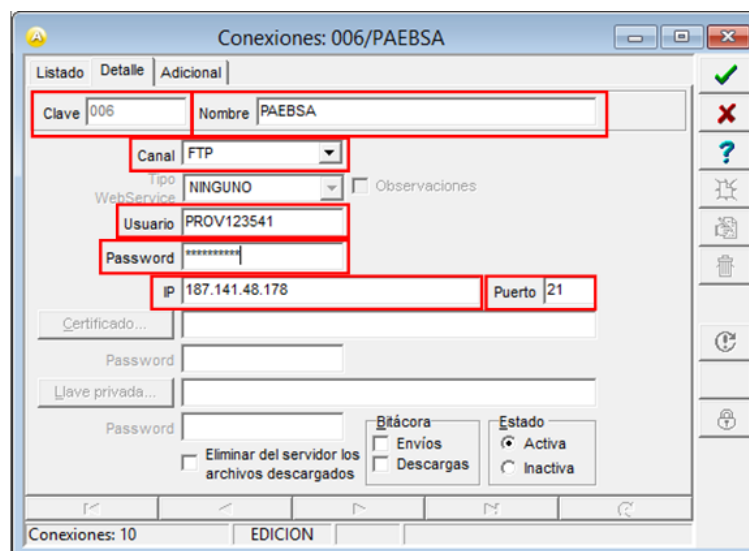 Conexiones: 006/PAEBSA
Listado Detalle Adicional
Clave 006 Nombre PAEBSA
Canal FTP
Tipo WebService NINGUNO Observaciones
Usuario PROV123541
Password **********
IP 187.141.48.178 Puerto 21
Certificado...
Password
Llave privada...
Password
Eliminar del servidor los archivos descargados
Bitácora
Envíos
Descargas
Estado
Activa
Inactiva
Conexiones: 10 EDICION